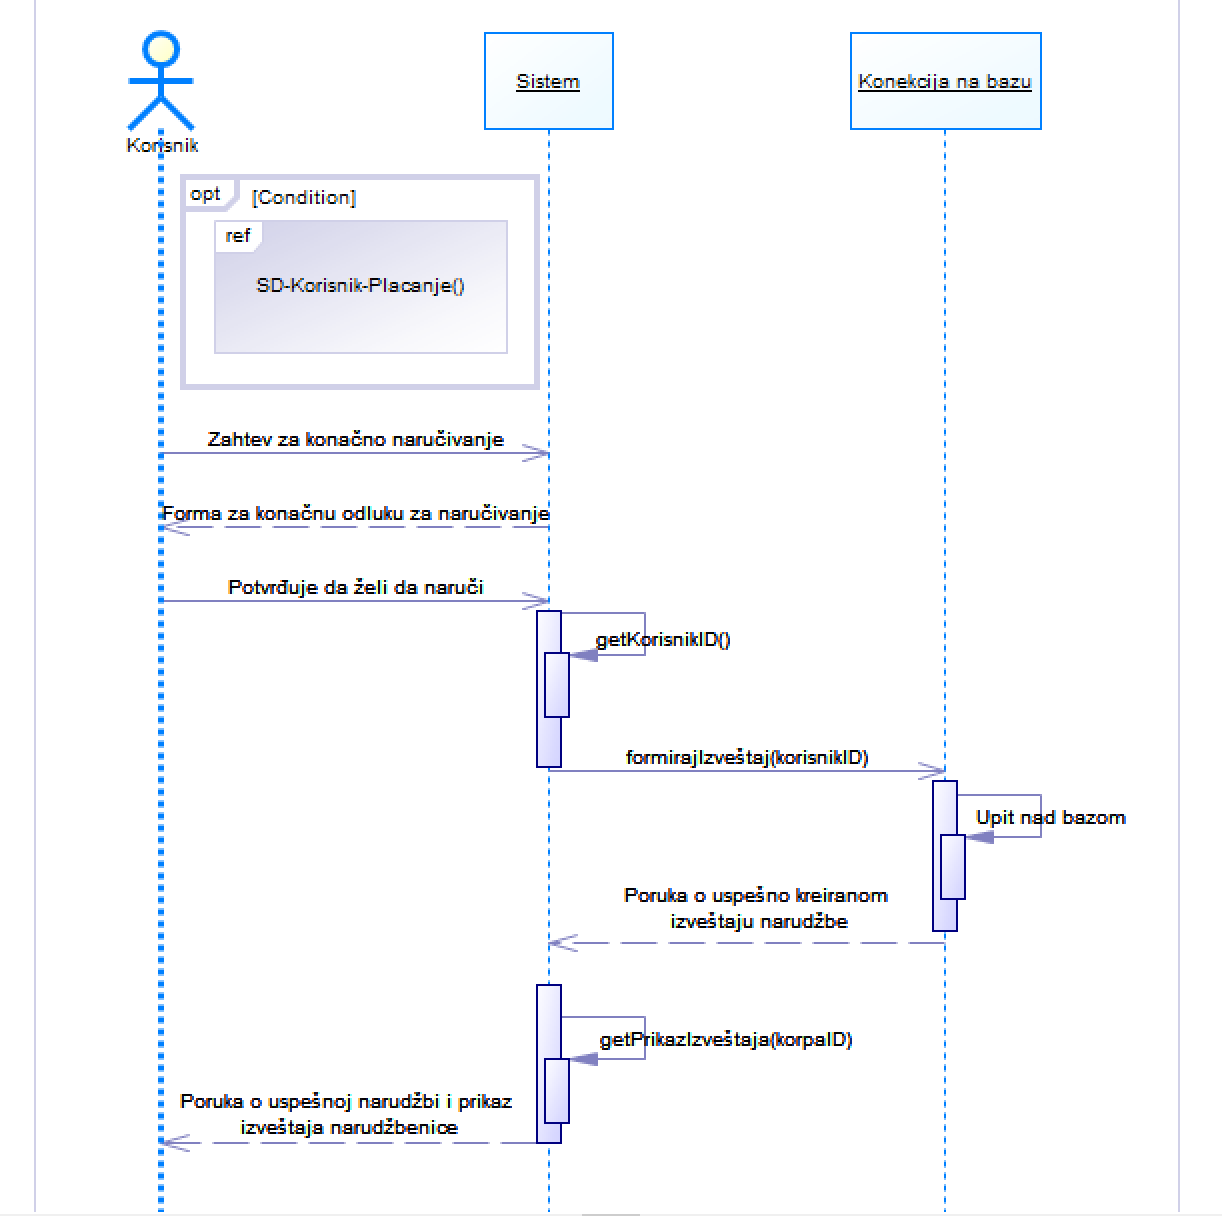 Korisnik
Sistem
Konekcija na bazu
opt
[Condition]
ref
SD-Korisnik-Placanje()
Zahtev za konačno naručivanje
Forma za konačnu odluku za naručivanje
Potvrđuje da želi da naruči
getKorisnikID()
formirajIzveštaj(korisnikID)
Upit nad bazom
Poruka o uspešno kreiranom
izveštaju narudžbe
getPrikazIzveštaja(korpaID)
Poruka o uspešnoj narudžbi i prikaz
izveštaja narudžbenice